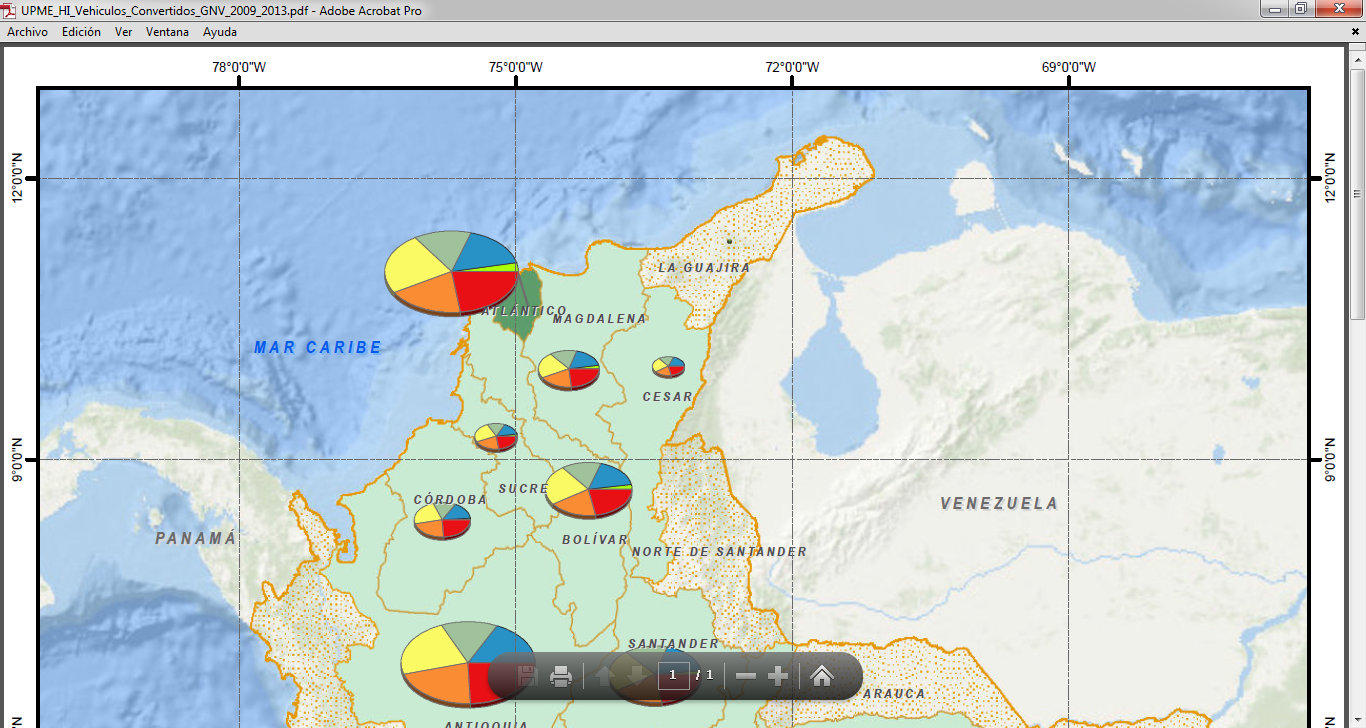 UPME_HI_Vehiculos_Convertidos_GNV_2009_2013.pdf - Adobe Acrobat Pro
Archivo Edición Ver Ventana Ayuda
78°0'0"W 75°0'0"W 72°0'0"W 69°0'0"W
12°0'0"N 12°0'0"N
LA GUAJIRA
ATLÁNTICO
MAGDALENA
MAR CARIBE
CESAR
9°0'0"N 9°0'0"N
SUCRE
CÓRDOBA
VENEZUELA
PANAMÁ
BOLÍVAR
NORTE DE SANTANDER
SANTANDER
1 / 1
ARAUCA
ANTIOQUIA